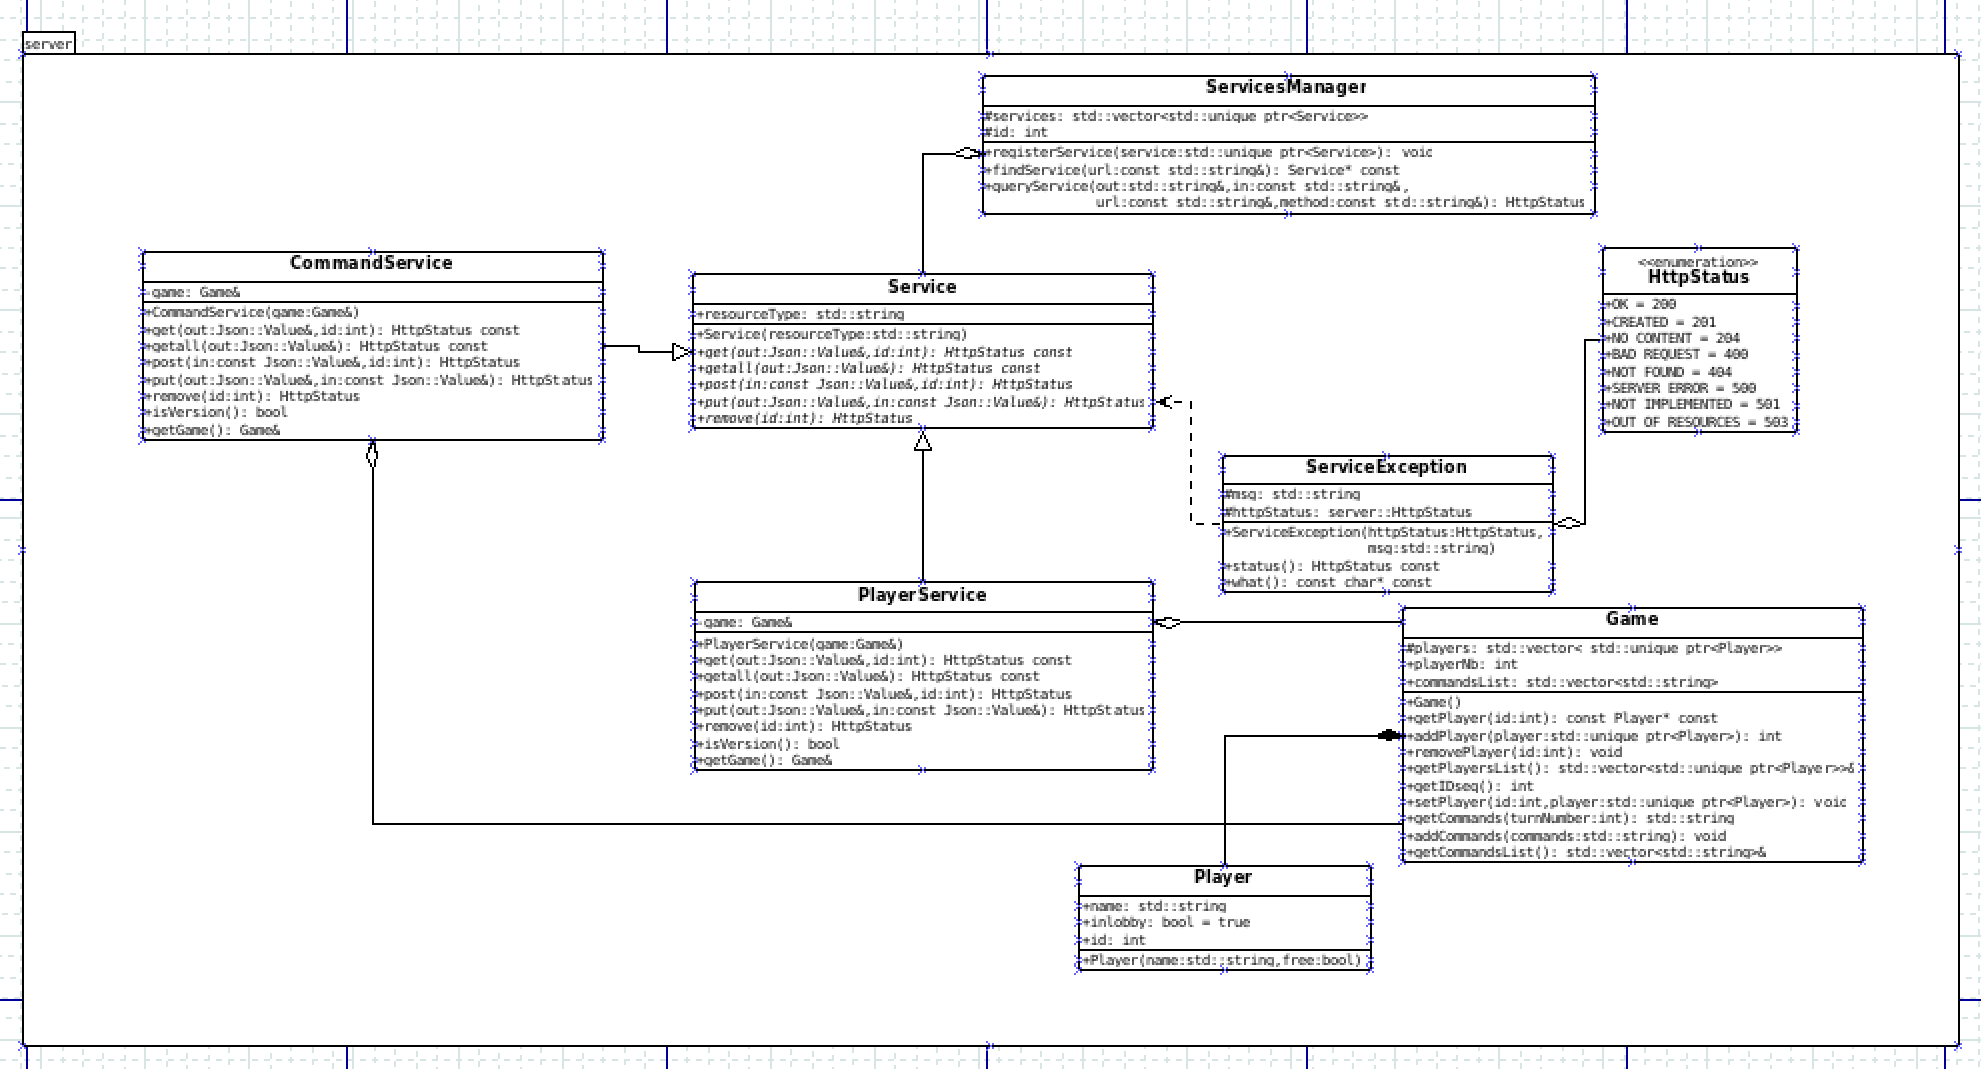 server
ServicesManager
#services: std::vector<std::unique ptr<Service>>
#id: int
+registerService(service:std::unique ptr<Service>): void
+findService(url:const std::string&): Service* const
+queryService(out:std::string&,in:const std::string&,
url:const std::string&,method:const std::string&): HttpStatus
CommandService
-game: Game&
+CommandService(game:Game&)
+get(out:Json::Value&,id:int): HttpStatus const
+getall(out:Json::Value&): HttpStatus const
+post(in:const Json::Value&,id:int): HttpStatus
+put(out:Json::Value&,in:const Json::Value&): HttpStatus
+remove(id:int): HttpStatus
+isVersion(): bool
+getGame(): Game&
Service
+resourceType: std::string
+Service(resourceType:std::string)
+get(out:Json::Value&,id:int): HttpStatus const
+getall(out:Json::Value&): HttpStatus const
+post(in:const Json::Value&,id:int): HttpStatus
+put(out:Json::Value&,in:const Json::Value&): HttpStatus
+remove(id:int): HttpStatus
<<enumeration>>
HttpStatus
+OK = 200
+CREATED = 201
+NO CONTENT = 204
+BAD REQUEST = 400
+NOT FOUND = 404
+SERVER ERROR = 500
+NOT IMPLEMENTED = 501
+OUT OF RESOURCES = 503
ServiceException
#msg: std::string
#httpStatus: server::HttpStatus
+ServiceException(httpStatus:HttpStatus,
msg:std::string)
+status(): HttpStatus const
+what(): const char* const
PlayerService
-game: Game&
+PlayerService(game:Game&)
+get(out:Json::Value&,id:int): HttpStatus const
+getall(out:Json::Value&): HttpStatus const
+post(in:const Json::Value&,id:int): HttpStatus
+put(out:Json::Value&,in:const Json::Value&): HttpStatus
+remove(id:int): HttpStatus
+isVersion(): bool
+getGame(): Game&
Game
#players: std::vector< std::unique ptr<Player>>
+playerNb: int
+commandsList: std::vector<std::string>
+Game()
+getPlayer(id:int): const Player* const
+addPlayer(player:std::unique ptr<Player>): int
+removePlayer(id:int): void
+getPlayersList(): std::vector<std::unique ptr<Player>>&
+getIDseq(): int
+setPlayer(id:int,player:std::unique ptr<Player>): void
+getCommands(turnNumber:int): std::string
+addCommands(commands:std::string): void
+getCommandsList(): std::vector<std::string>&
Player
+name: std::string
+inlobby: bool = true
+id: int
+Player(name:std::string,free:bool)